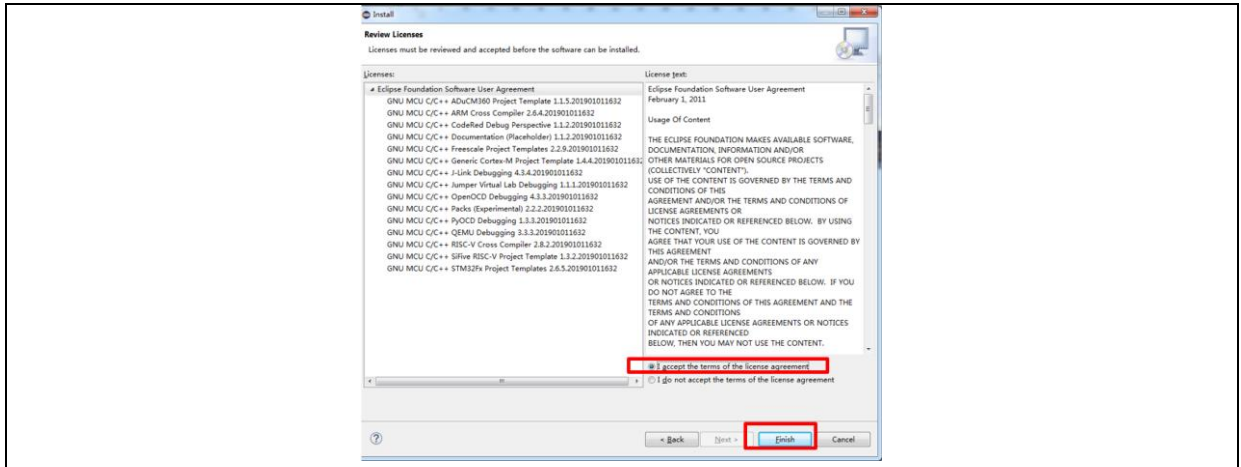 Install
Review Licenses
Licenses must be reviewed and accepted before the software can be installed.
Licenses:
Eclipse Foundation Software User Agreement
GNU MCU C/C++ ADuCM360 Project Template 1.1.5.201901011632
GNU MCU C/C++ ARM Cross Compiler 2.6.4.201901011632
GNU MCU C/C++ CodeRed Debug Perspective 1.1.2.201901011632
GNU MCU C/C++ Documentation (Placeholder) 1.1.2.201901011632
GNU MCU C/C++ Freescale Project Templates 2.2.9.201901011632
GNU MCU C/C++ Generic Cortex-M Project Template 1.4.4.201901011632
GNU MCU C/C++ J-Link Debugging 4.3.4.201901011632
GNU MCU C/C++ Jumper Virtual Lab Debugging 1.1.1.201901011632
GNU MCU C/C++ OpenOCD Debugging 4.3.3.201901011632
GNU MCU C/C++ Packs (Experimental) 2.2.2.201901011632
GNU MCU C/C++ PyOCD Debugging 1.3.3.201901011632
GNU MCU C/C++ QEMU Debugging 3.3.3.201901011632
GNU MCU C/C++ RISC-V Cross Compiler 2.8.2.201901011632
GNU MCU C/C++ SiFive RISC-V Project Template 1.3.2.201901011632
GNU MCU C/C++ STM32Fx Project Templates 2.6.5.201901011632
License text:
Eclipse Foundation Software User Agreement
February 1, 2011
Usage Of Content
THE ECLIPSE FOUNDATION MAKES AVAILABLE SOFTWARE,
DOCUMENTATION, INFORMATION AND/OR
OTHER MATERIALS FOR OPEN SOURCE PROJECTS
(COLLECTIVELY "CONTENT").
USE OF THE CONTENT IS GOVERNED BY THE TERMS AND
CONDITIONS OF THIS
AGREEMENT AND/OR THE TERMS AND CONDITIONS OF
LICENSE AGREEMENTS OR
NOTICES INDICATED OR REFERENCED BELOW. BY USING
THE CONTENT, YOU
AGREE THAT YOUR USE OF THE CONTENT IS GOVERNED BY
THIS AGREEMENT
AND/OR THE TERMS AND CONDITIONS OF ANY
APPLICABLE LICENSE AGREEMENTS
OR NOTICES INDICATED OR REFERENCED BELOW. IF YOU
DO NOT AGREE TO THE
TERMS AND CONDITIONS OF THIS AGREEMENT AND THE
TERMS AND CONDITIONS
OF ANY APPLICABLE LICENSE AGREEMENTS OR NOTICES
INDICATED OR REFERENCED
BELOW, THEN YOU MAY NOT USE THE CONTENT.
I accept the terms of the license agreement
I do not accept the terms of the license agreement
< Back Next > Finish Cancel